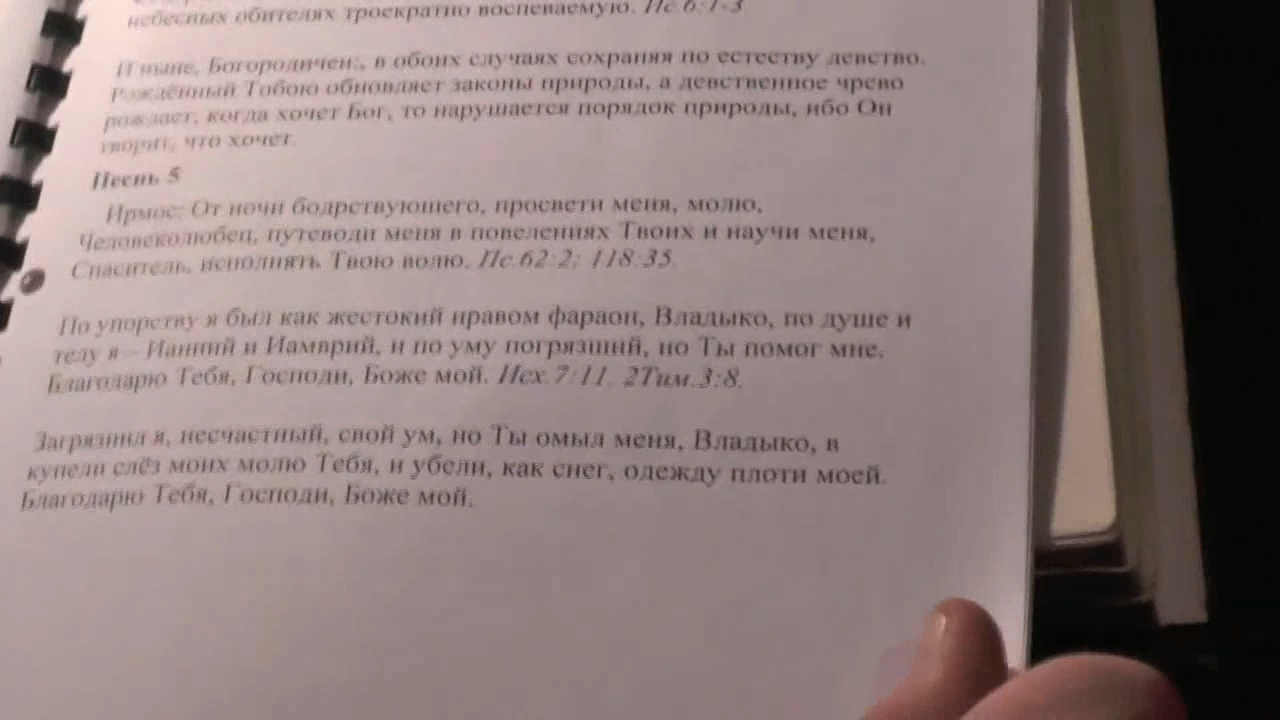 небесных обителях троекратно воспеваемую. Ис.6:1-3.
И ныне, Богородичен:, в обоих случаях сохраняя по естеству девство.
Рождённый Тобою обновляет законы природы, а девственное чрево
рождает, когда хочет Бог, то нарушается порядок природы, ибо Он
творит, что хочет.
Песнь 5
Ирмос: От ночи бодрствующего, просвети меня, молю,
Человеколюбец, путеводи меня в повелениях Твоих и научи меня,
Спаситель, исполнять Твою волю. Пс.62:2; 118:35.
По упорству я был как жестокий нравом фараон, Владыко, по душе и
телу я – Ианний и Иамврий, и по уму погрязший, но Ты помог мне.
Благодарю Тебя, Господи, Боже мой. Исх.7:11. 2Тим.3:8.
Загрязнил я, несчастный, свой ум, но Ты омыл меня, Владыко, в
купели слёз моих молю Тебя, и убели, как снег, одежду плоти моей.
Благодарю Тебя, Господи, Боже мой.